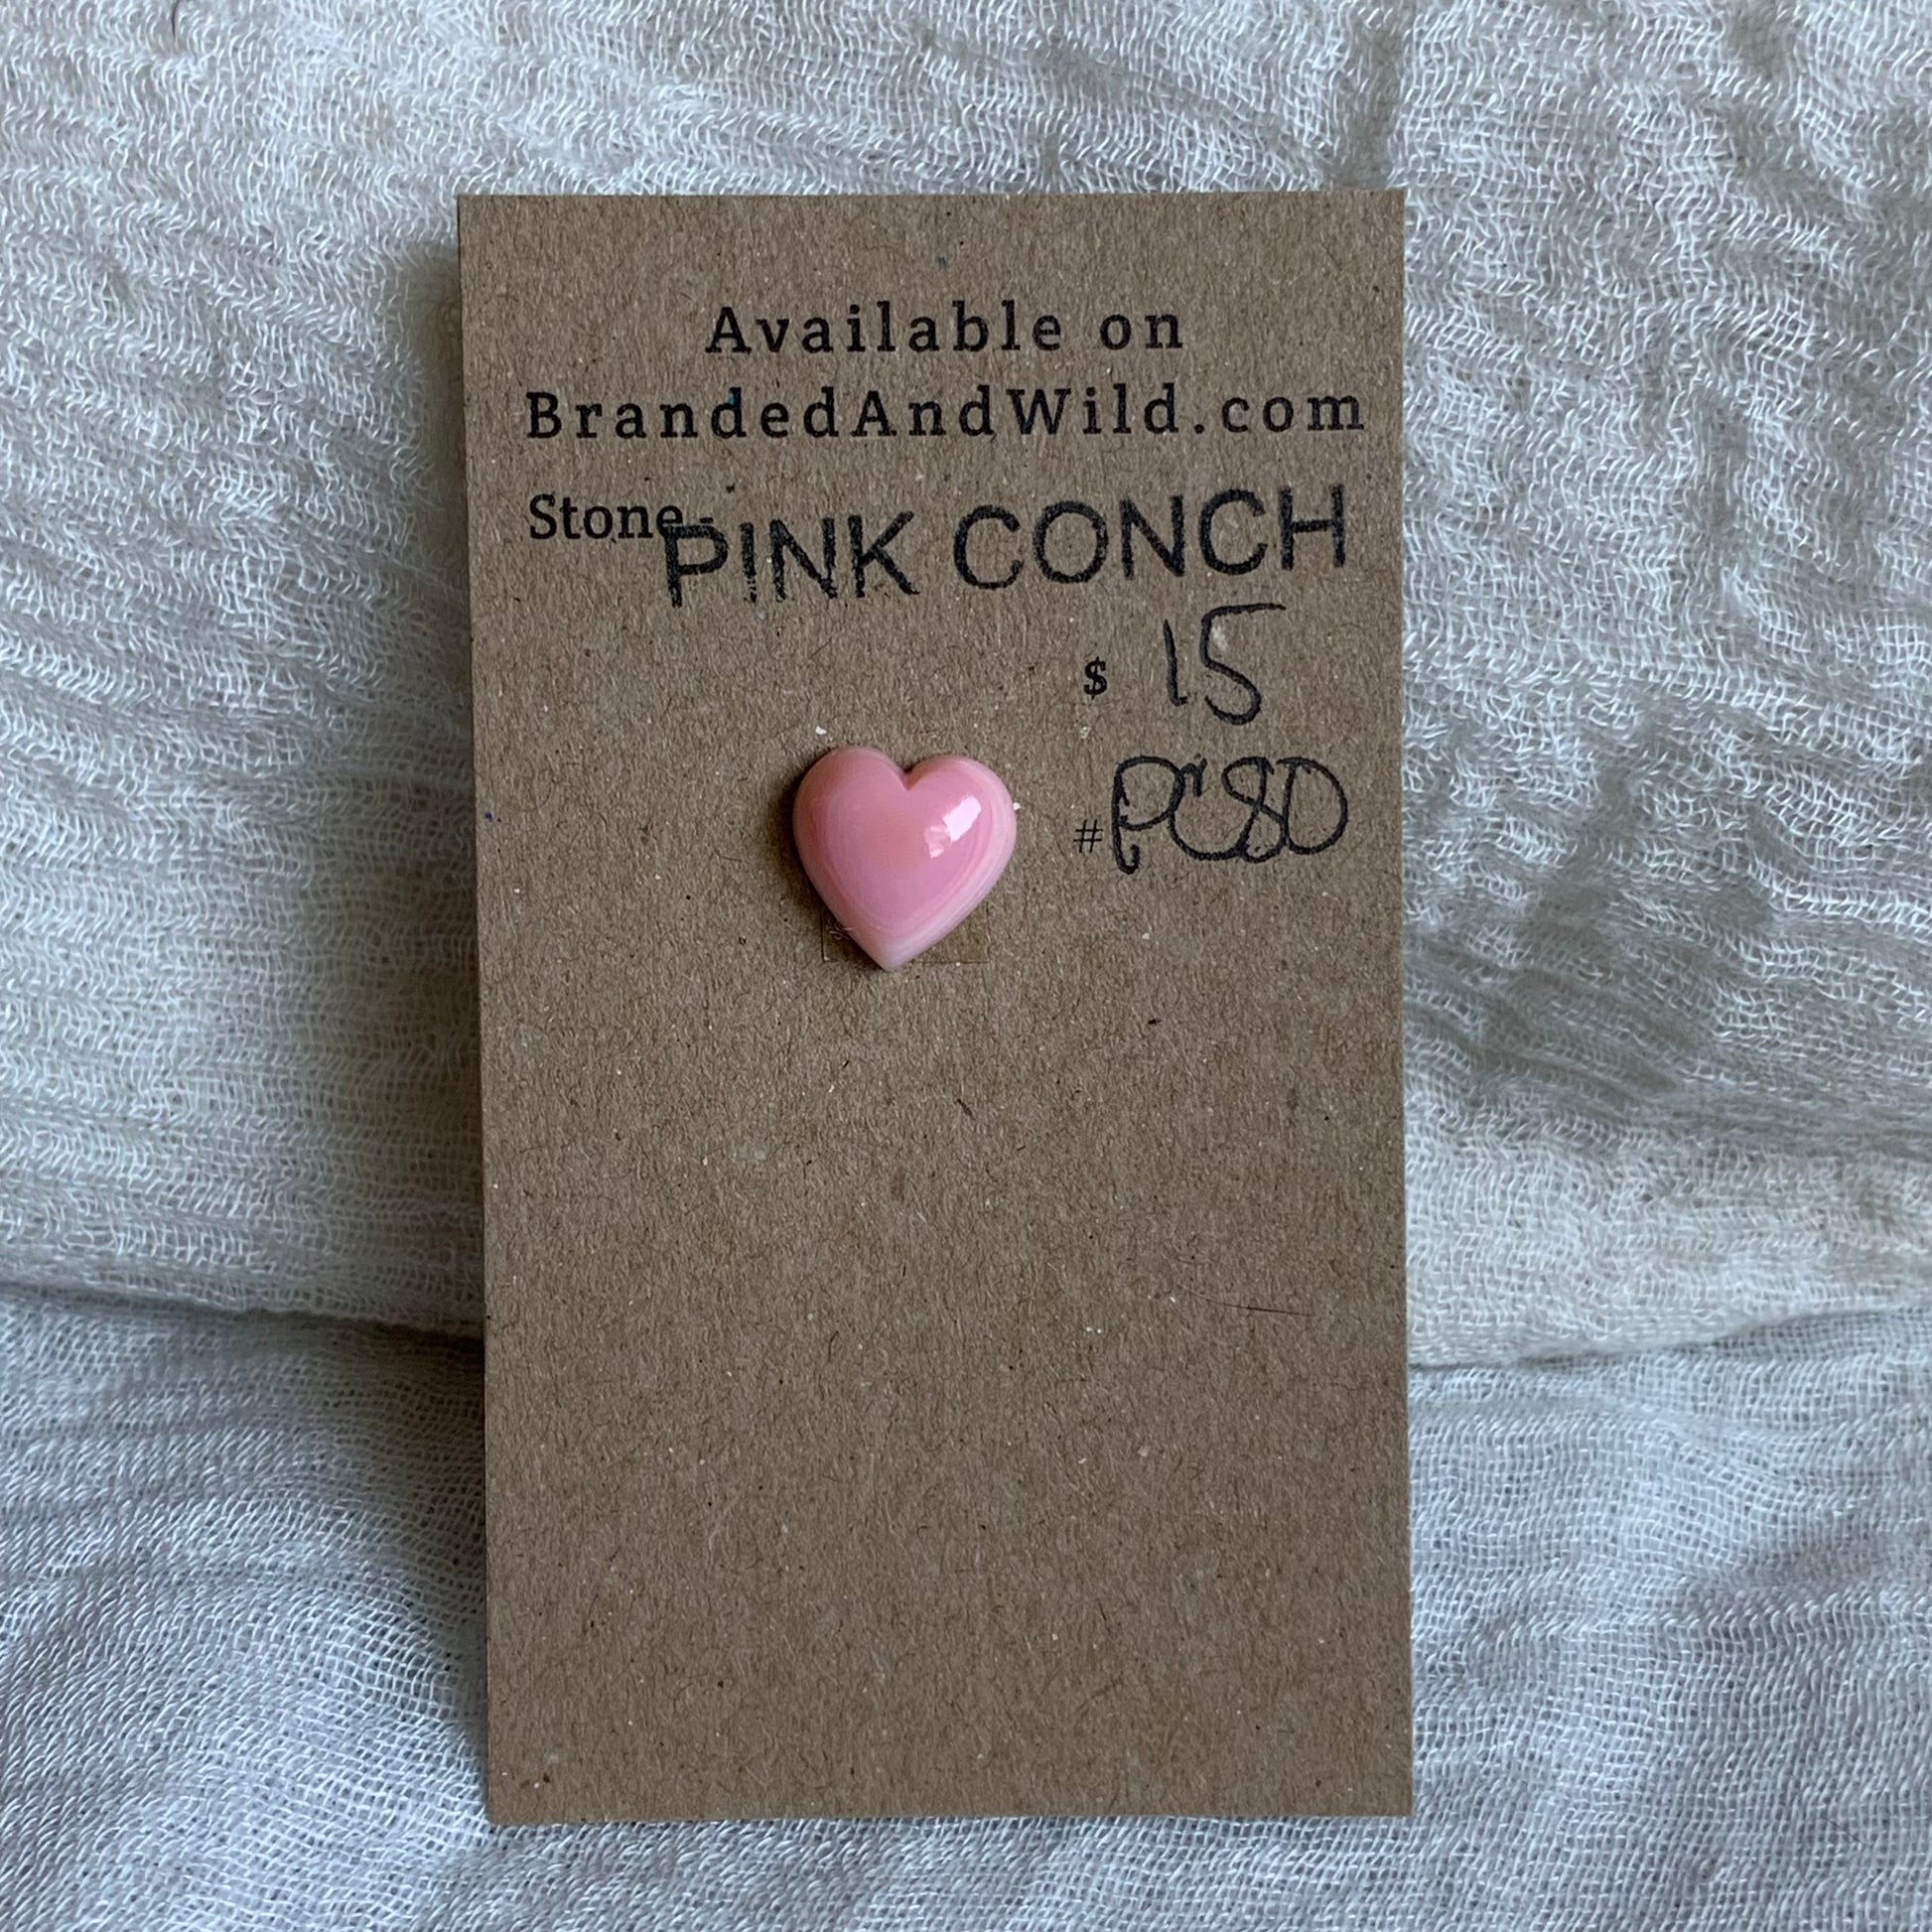 Available on
BrandedAndWild.com
Stone- PINK CONCH
$ 15
#PC80